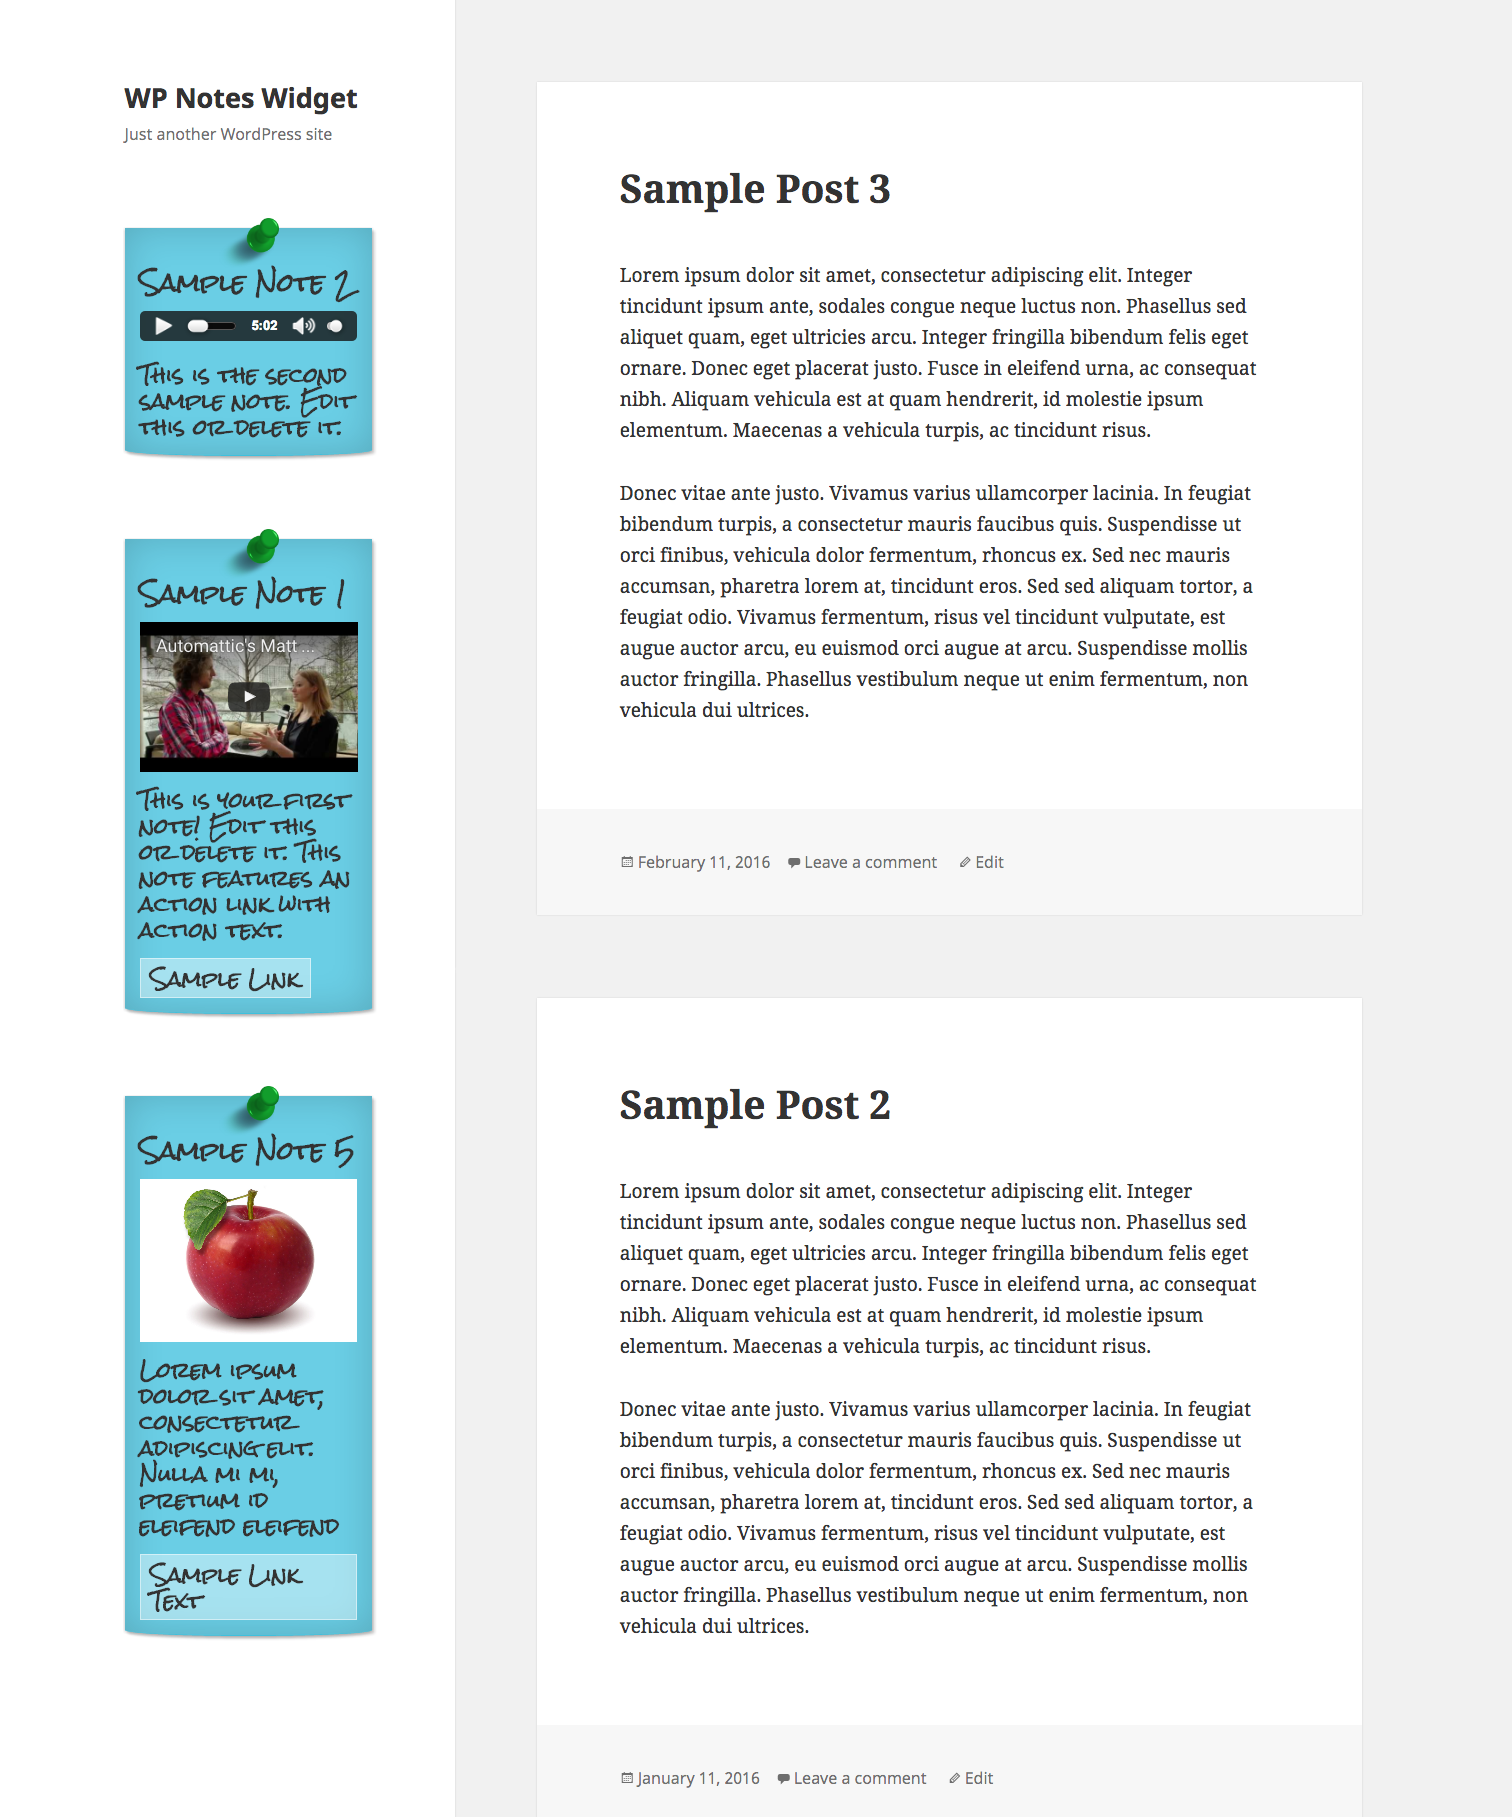 WP Notes Widget
Just another WordPress site
Sample Note 2
5:02
This is the second
sample note. Edit
this or delete it.
Sample Note 1
Automattic's Matt ...
This is your first
note! Edit this
or delete it. This
note features an
action link with
action text.
Sample Link
Sample Note 5
Lorem ipsum
dolor sit amet,
consectetur
adipiscing elit.
Nulla mi mi,
pretium id
eleifend eleifend
Sample Link
Text
Sample Post 3
Lorem ipsum dolor sit amet, consectetur adipiscing elit. Integer
tincidunt ipsum ante, sodales congue neque luctus non. Phasellus sed
aliquet quam, eget ultricies arcu. Integer fringilla bibendum felis eget
ornare. Donec eget placerat justo. Fusce in eleifend urna, ac consequat
nibh. Aliquam vehicula est at quam hendrerit, id molestie ipsum
elementum. Maecenas a vehicula turpis, ac tincidunt risus.
Donec vitae ante justo. Vivamus varius ullamcorper lacinia. In feugiat
bibendum turpis, a consectetur mauris faucibus quis. Suspendisse ut
orci finibus, vehicula dolor fermentum, rhoncus ex. Sed nec mauris
accumsan, pharetra lorem at, tincidunt eros. Sed sed aliquam tortor, a
feugiat odio. Vivamus fermentum, risus vel tincidunt vulputate, est
augue auctor arcu, eu euismod orci augue at arcu. Suspendisse mollis
auctor fringilla. Phasellus vestibulum neque ut enim fermentum, non
vehicula dui ultrices.
February 11, 2016 Leave a comment Edit
Sample Post 2
Lorem ipsum dolor sit amet, consectetur adipiscing elit. Integer
tincidunt ipsum ante, sodales congue neque luctus non. Phasellus sed
aliquet quam, eget ultricies arcu. Integer fringilla bibendum felis eget
ornare. Donec eget placerat justo. Fusce in eleifend urna, ac consequat
nibh. Aliquam vehicula est at quam hendrerit, id molestie ipsum
elementum. Maecenas a vehicula turpis, ac tincidunt risus.
Donec vitae ante justo. Vivamus varius ullamcorper lacinia. In feugiat
bibendum turpis, a consectetur mauris faucibus quis. Suspendisse ut
orci finibus, vehicula dolor fermentum, rhoncus ex. Sed nec mauris
accumsan, pharetra lorem at, tincidunt eros. Sed sed aliquam tortor, a
feugiat odio. Vivamus fermentum, risus vel tincidunt vulputate, est
augue auctor arcu, eu euismod orci augue at arcu. Suspendisse mollis
auctor fringilla. Phasellus vestibulum neque ut enim fermentum, non
vehicula dui ultrices.
January 11, 2016 Leave a comment Edit